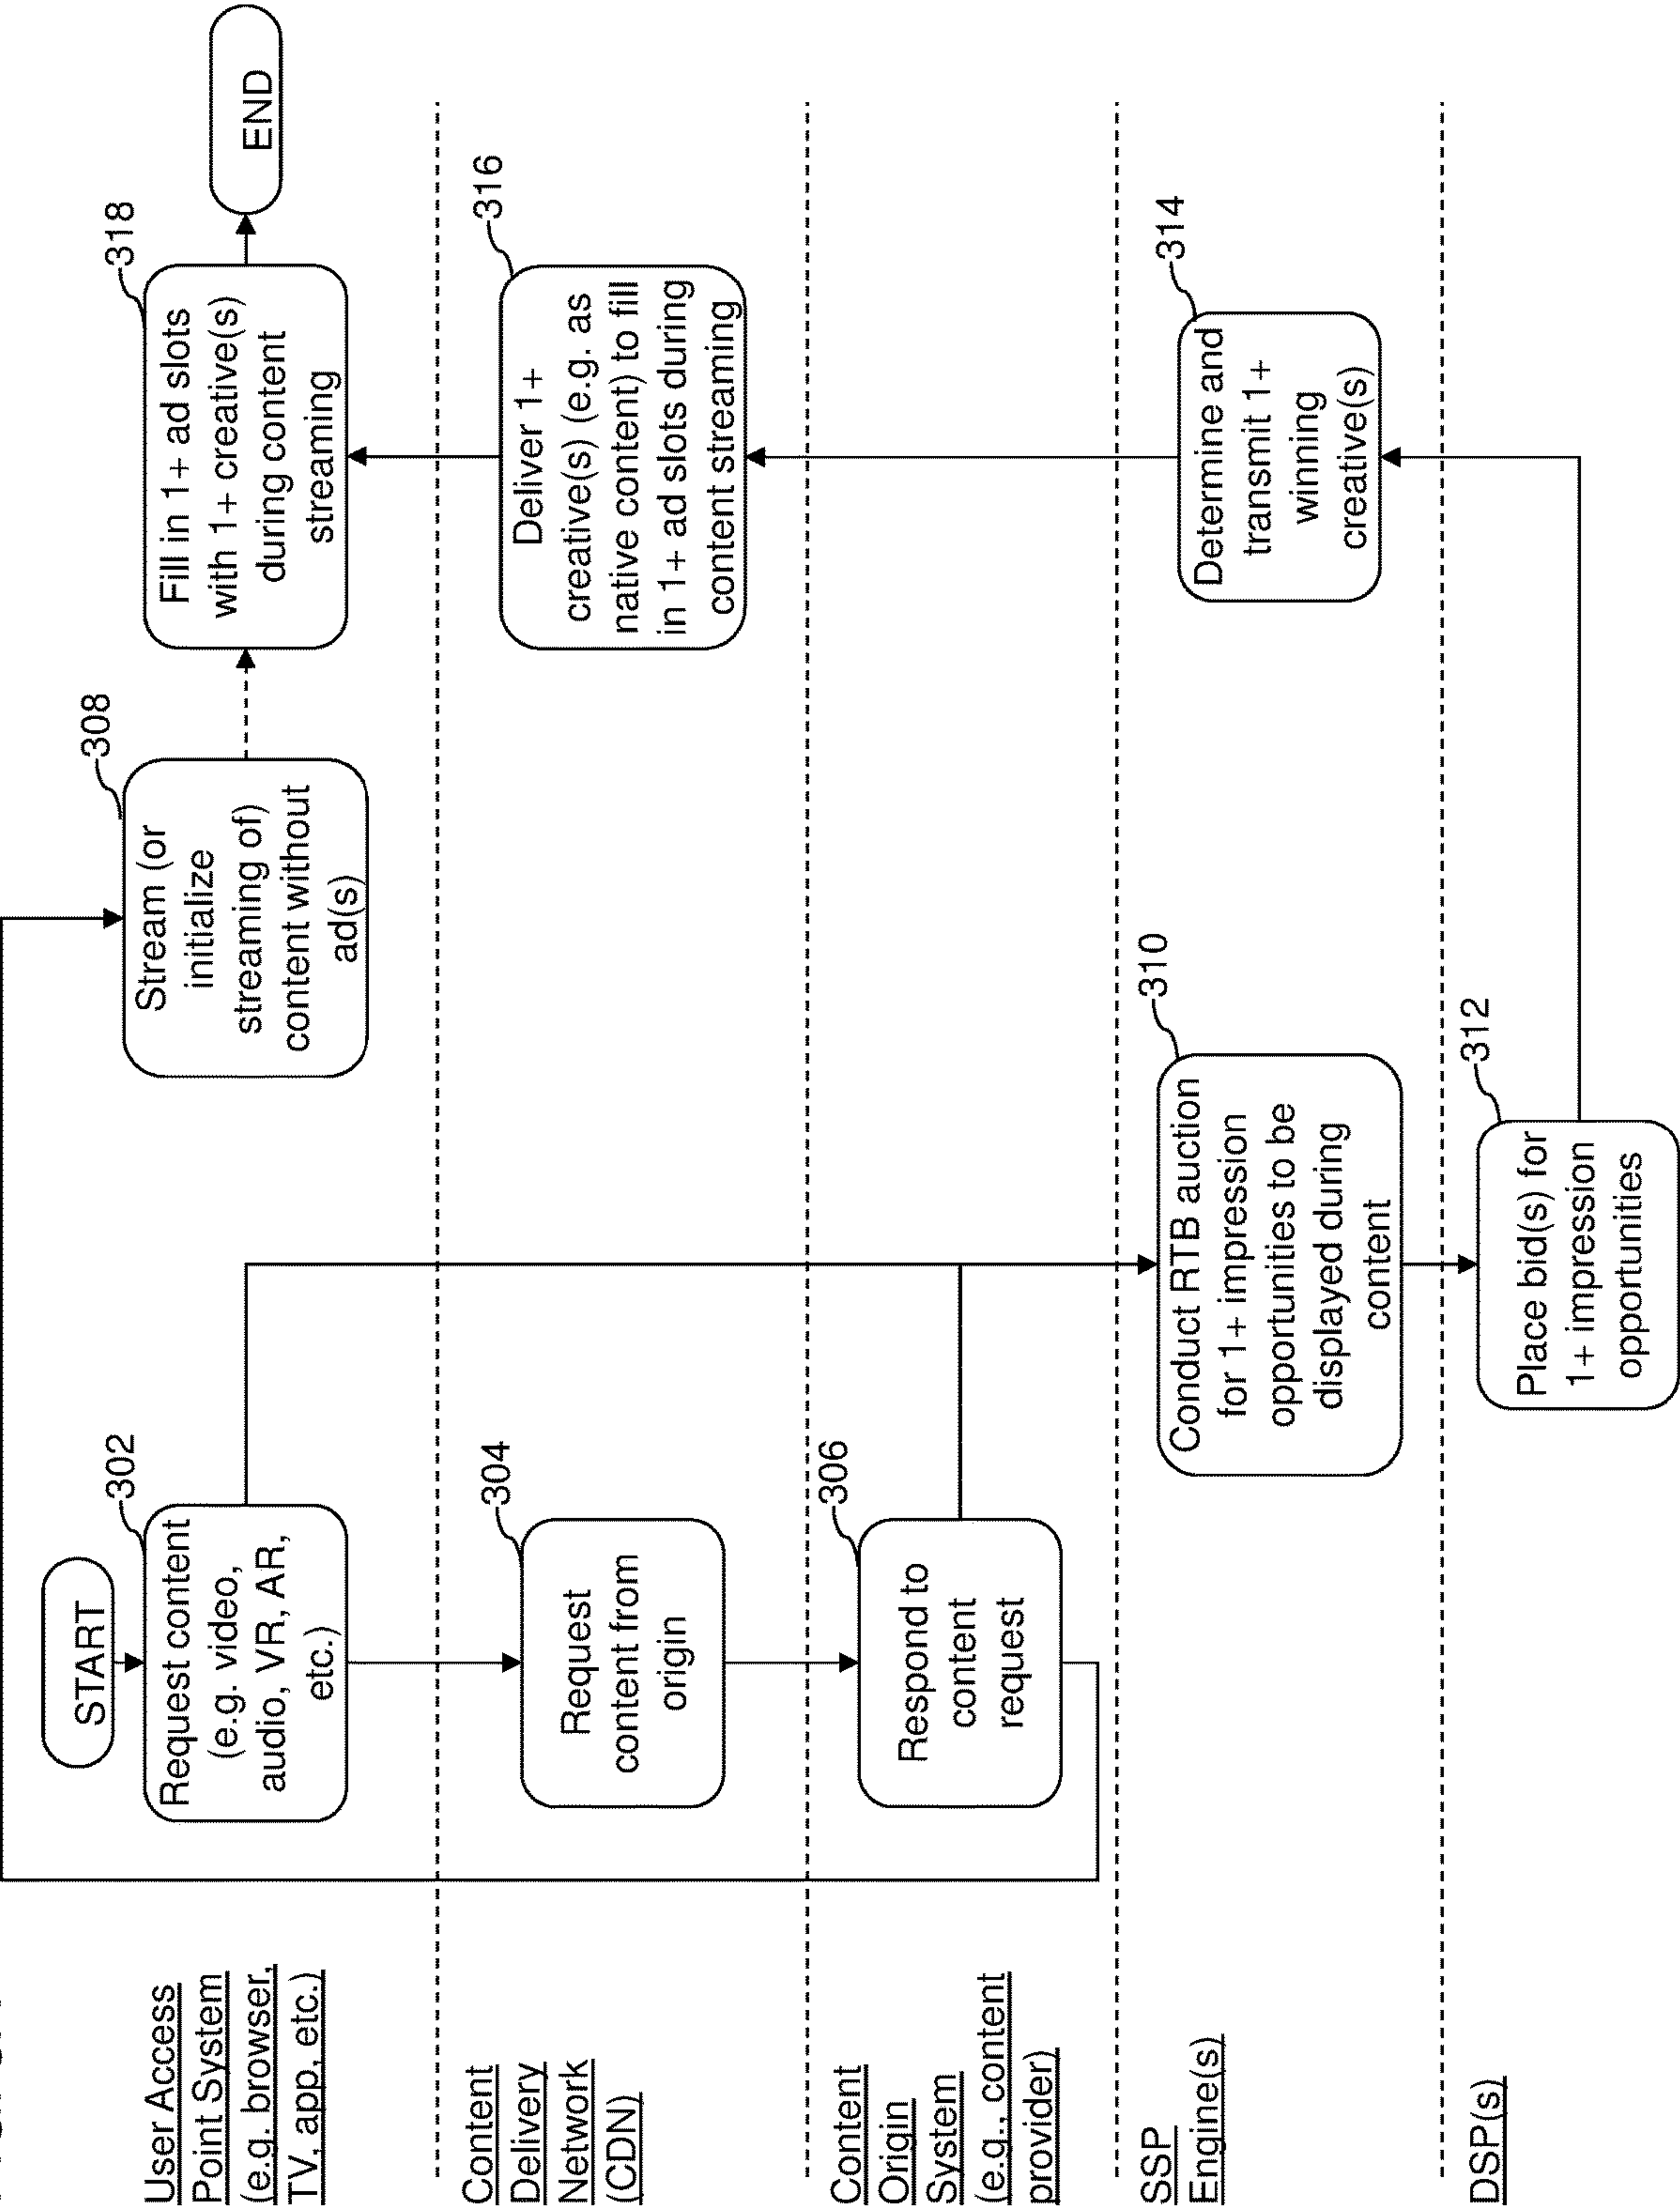 User Access
Point System
(e.g. browser,
TV, app, etc.)
START
302
Request content
(e.g. video,
audio, VR, AR,
etc.)
308
Stream (or
initialize
streaming of)
content without
ad(s)
318
Fill in 1+ ad slots
with 1+ creative(s)
during content
streaming
END
Content
Delivery
Network
(CDN)
304
Request
content from
origin
316
Deliver 1+
creative(s) (e.g. as
native content) to fill
in 1+ ad slots during
content streaming
Content
Origin
System
(e.g., content
provider)
306
Respond to
content
request
SSP
Engine(s)
310
Conduct RTB auction
for 1+ impression
opportunities to be
displayed during
content
314
Determine and
transmit 1+
winning
creative(s)
DSP(s)
312
Place bid(s) for
1+ impression
opportunities